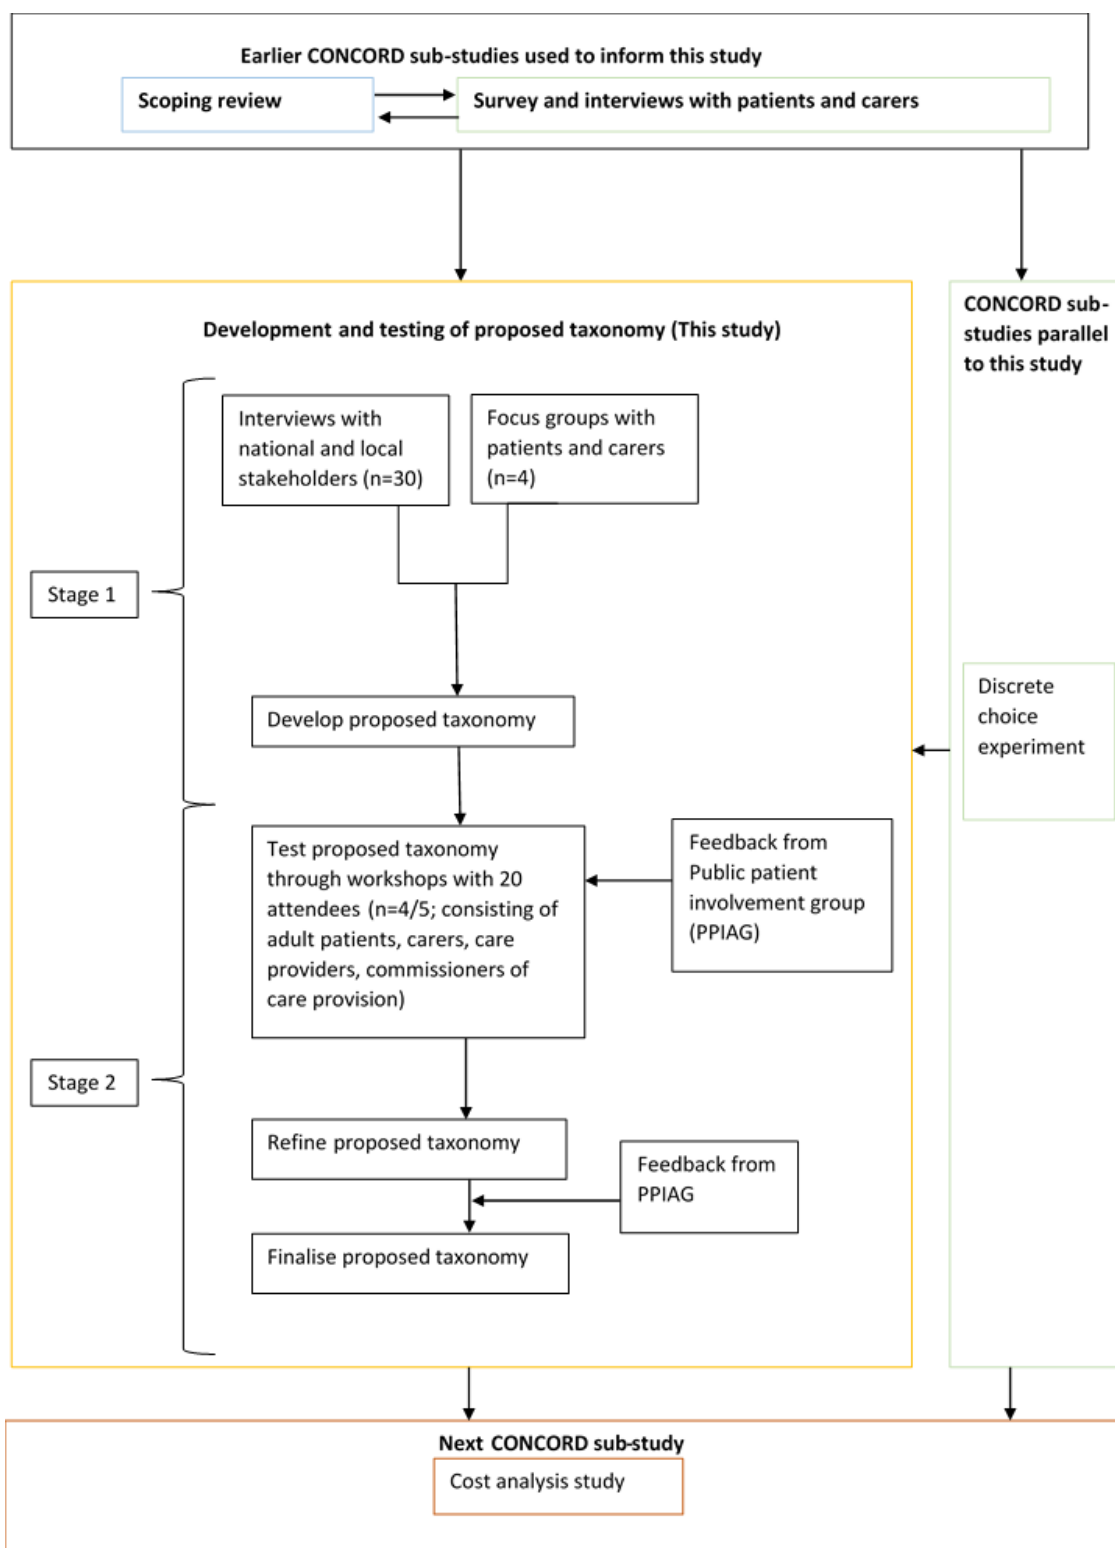 Earlier CONCORD sub-studies used to inform this study
Scoping review
Survey and interviews with patients and carers
Development and testing of proposed taxonomy (This study)
CONCORD sub-
studies parallel
to this study
Interviews with
national and local
stakeholders (n=30)
Focus groups with
patients and carers
(n=4)
Stage 1
Develop proposed taxonomy
Discrete
choice
experiment
Test proposed taxonomy
through workshops with 20
attendees (n=4/5; consisting of
adult patients, carers, care
providers, commissioners of
care provision)
Feedback from
Public patient
involvement group
(PPIAG)
Stage 2
Refine proposed taxonomy
Feedback from
PPIAG
Finalise proposed taxonomy
Next CONCORD sub-study
Cost analysis study